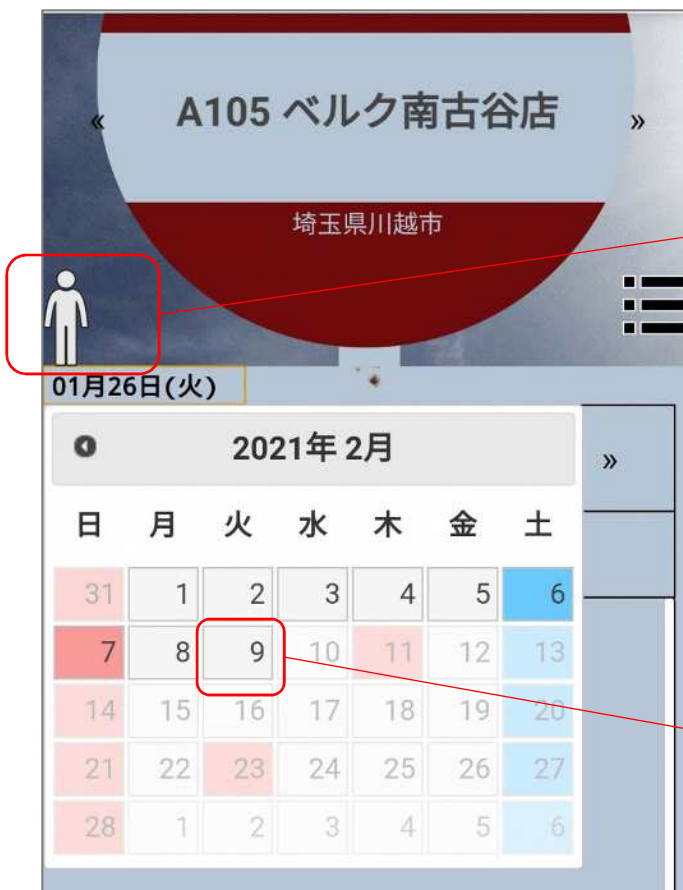 « A105 ベルク南古谷店 »
埼玉県川越市
01月26日(火)
2021年 2月 »
日 月 火 水 木 金 土
31 1 2 3 4 5 6
7 8 9 10 11 12 13
14 15 16 17 18 19 20
21 22 23 24 25 26 27
28 1 2 3 4 5 6